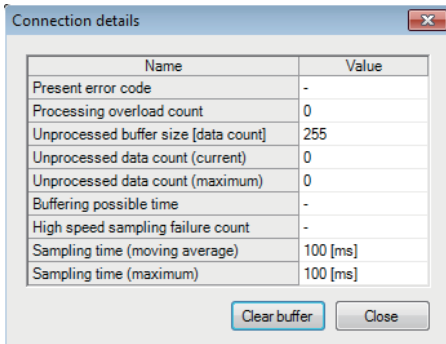 Connection details
Name Value
Present error code -
Processing overload count 0
Unprocessed buffer size [data count] 255
Unprocessed data count (current) 0
Unprocessed data count (maximum) 0
Buffering possible time -
High speed sampling failure count -
Sampling time (moving average) 100 [ms]
Sampling time (maximum) 100 [ms]
Clear buffer Close